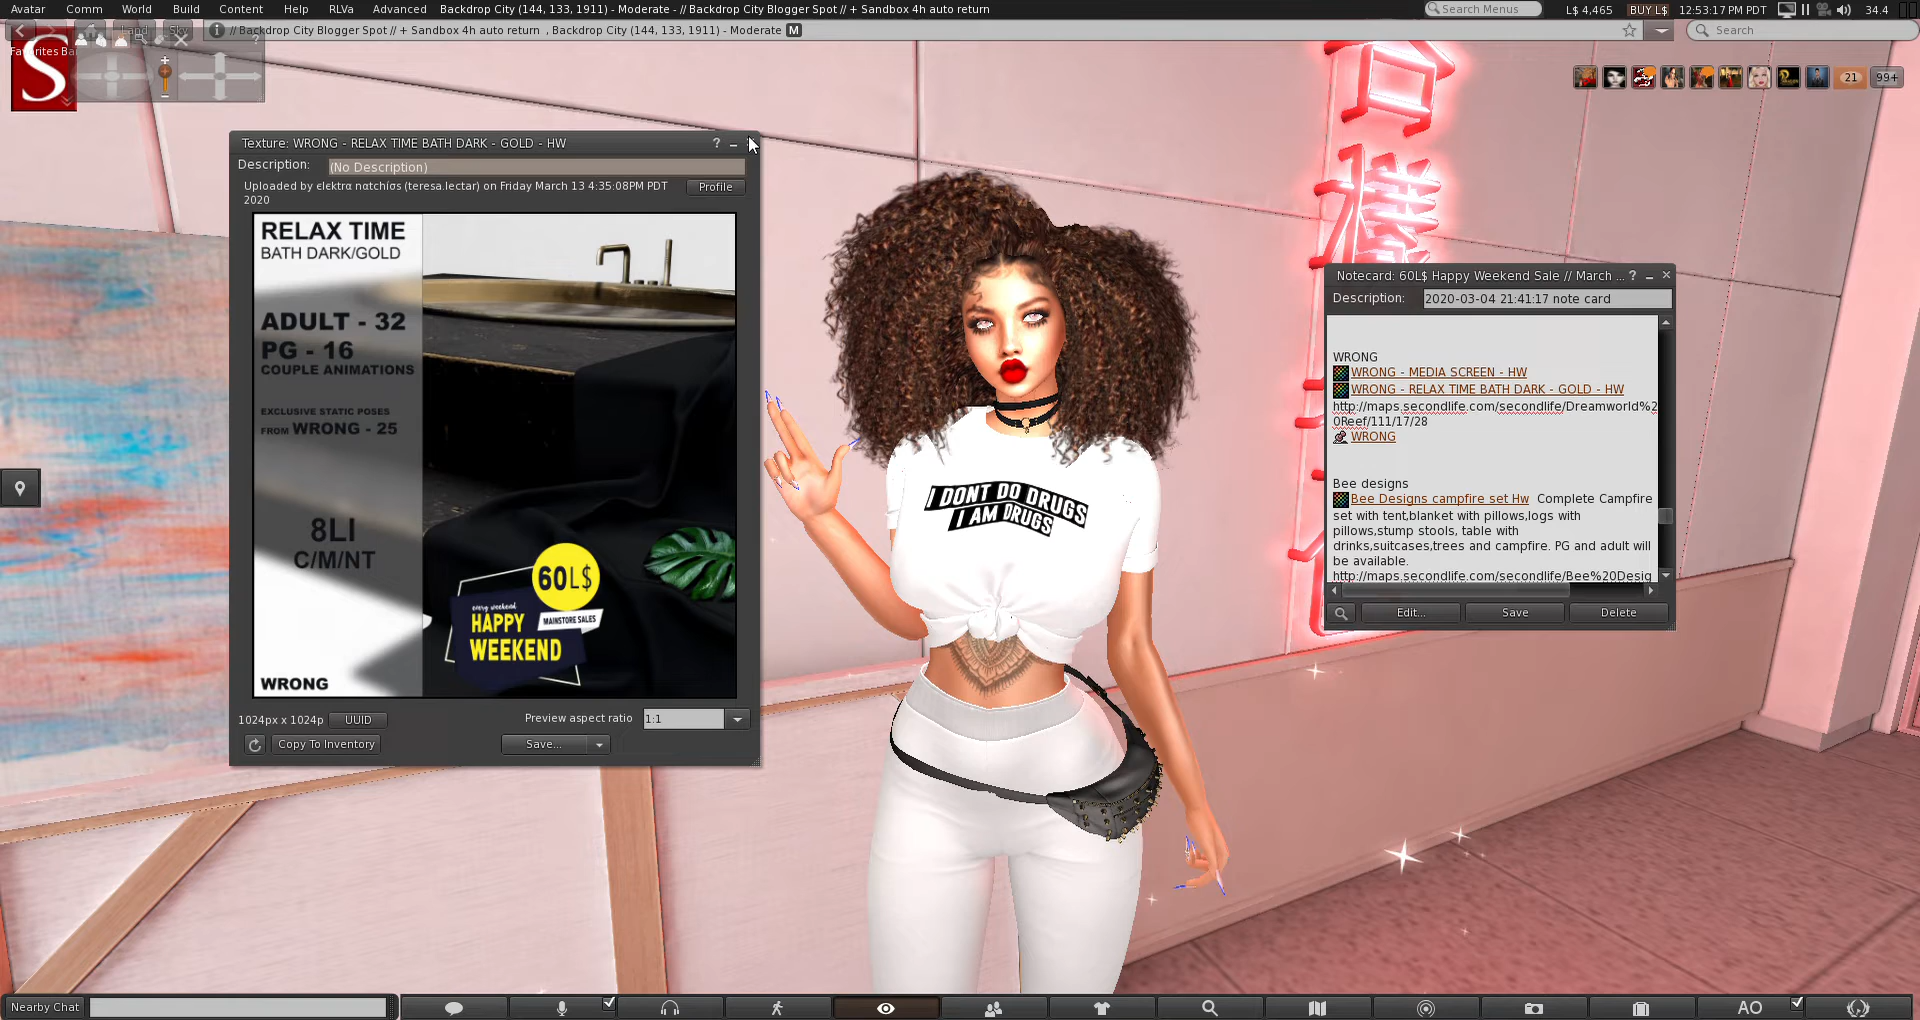 Avatar Comm World Build Content Help RLVa Advanced Backdrop City (144, 133, 1911) - Moderate - // Backdrop City Blogger Spot // + Sandbox 4h auto return Search Menus L$ 4,465 BUY L$ 12:53:17 PM PDT 34.4
// Backdrop City Blogger Spot // + Sandbox 4h auto return , Backdrop City (144, 133, 1911) - Moderate M Search
Land Sky
Favorites Ba
S
21 99+
Texture: WRONG - RELAX TIME BATH DARK - GOLD - HW
Description: (No Description)
Uploaded by єlєktrα nαtchíσs (teresa.lectar) on Friday March 13 4:35:08PM PDT
2020
Profile
RELAX TIME
BATH DARK/GOLD
ADULT - 32
PG - 16
COUPLE ANIMATIONS
EXCLUSIVE STATIC POSES
FROM WRONG - 25
8LI
C/M/NT
WRONG
60L$
every weekend
HAPPY
MAINSTORE SALES
WEEKEND
1024px x 1024p UUID Preview aspect ratio 1:1
Copy To Inventory Save...
I DONT DO DRUGS
I AM DRUGS
Notecard: 60L$ Happy Weekend Sale // March ...
Description: 2020-03-04 21:41:17 note card
WRONG
WRONG - MEDIA SCREEN - HW
WRONG - RELAX TIME BATH DARK - GOLD - HW
http://maps.secondlife.com/secondlife/Dreamworld%2
0Reef/111/17/28
WRONG
Bee designs
Bee Designs campfire set Hw Complete Campfire
set with tent,blanket with pillows,logs with
pillows,stump stools, table with
drinks,suitcases,trees and campfire. PG and adult will
be available.
http://maps.secondlife.com/secondlife/Bee%20Desig
Edit... Save Delete
Nearby Chat AO